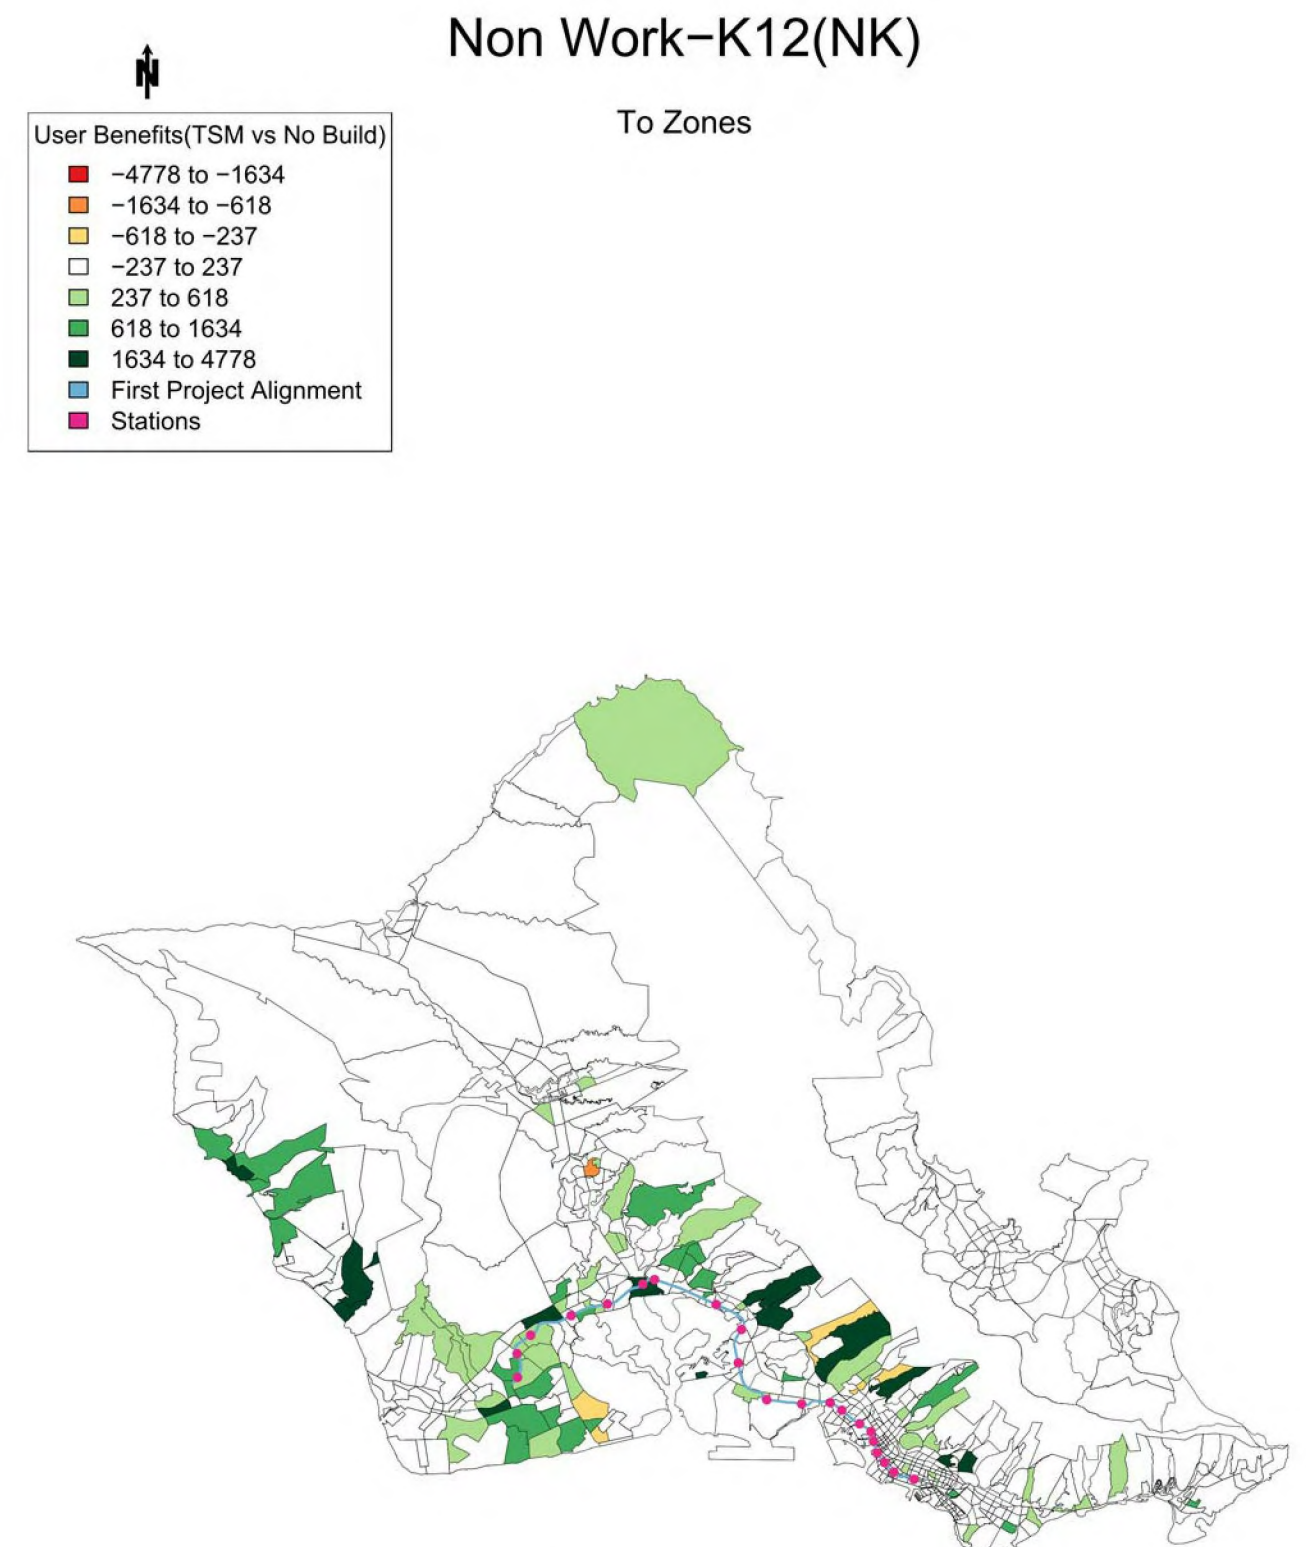 Non Work−K12(NK)
N
To Zones
User Benefits(TSM vs No Build)
−4778 to −1634
−1634 to −618
−618 to −237
−237 to 237
237 to 618
618 to 1634
1634 to 4778
First Project Alignment
Stations